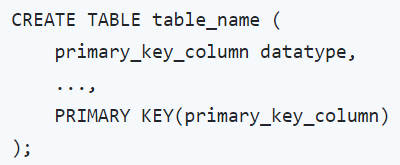 CREATE TABLE table_name (
    primary_key_column datatype,
    ...,
    PRIMARY KEY(primary_key_column)
);